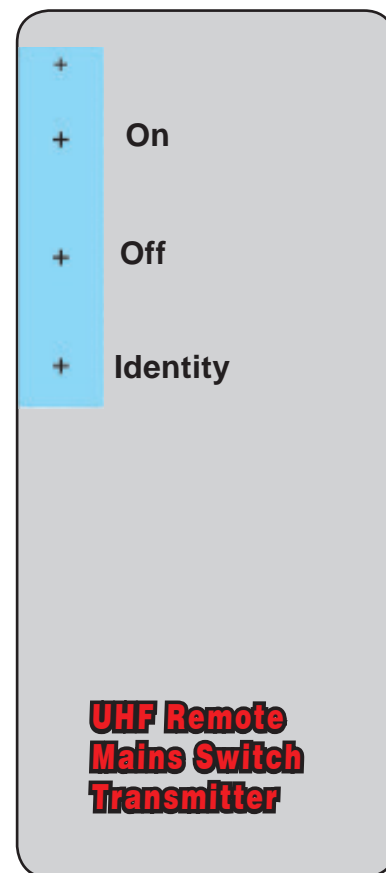 On
Off
Identity
UHF Remote
Mains Switch
Transmitter